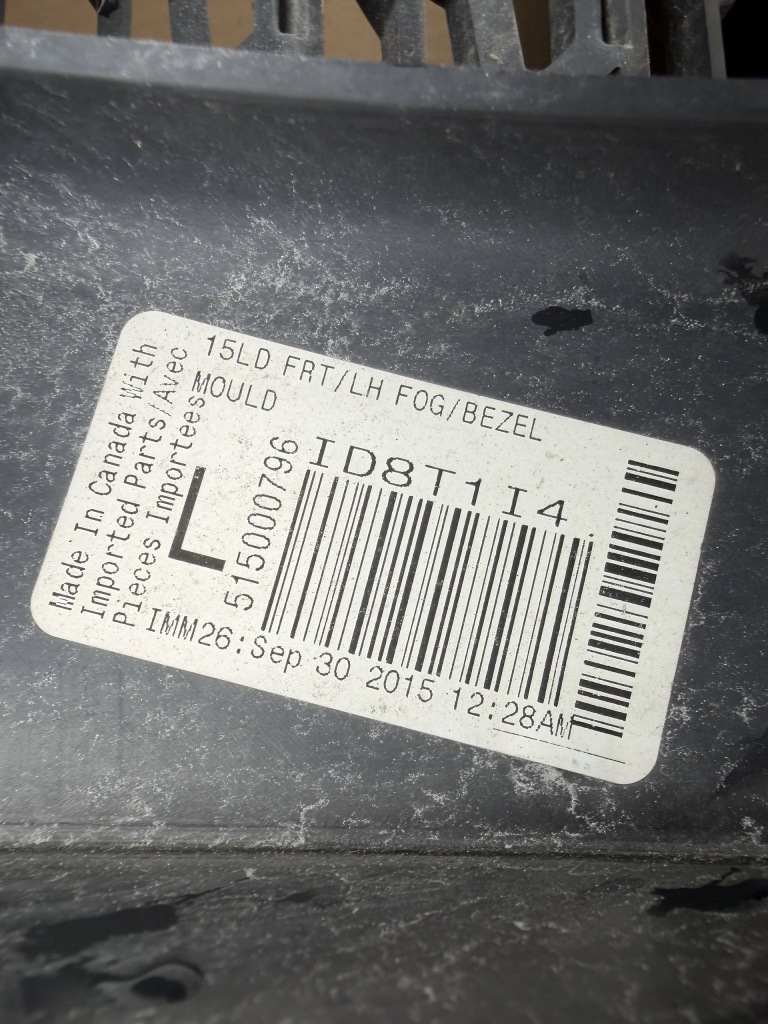 15LD FRT/LH FOG/BEZEL
MOULD
Made In Canada With
Imported Parts/Avec
Pieces Importees
L
515000796
ID8T1I4
IMM26:Sep 30 2015 12:28AM